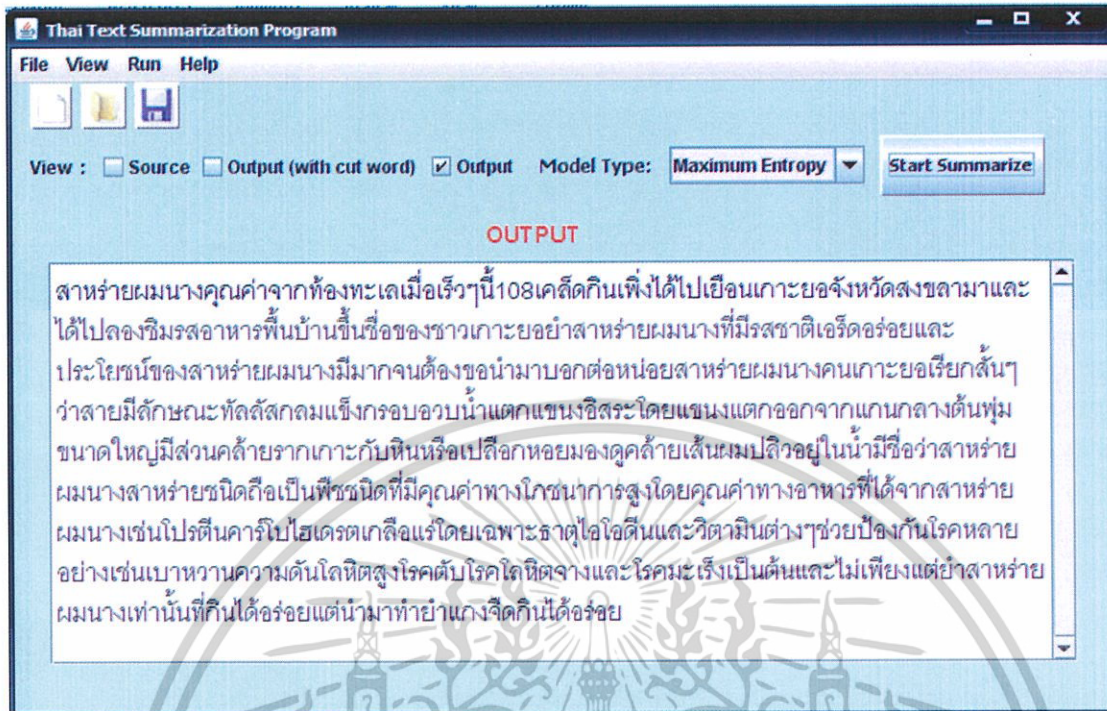 Thai Text Summarization Program
File View Run Help
View : Source Output (with cut word) Output Model Type: Maximum Entropy Start Summarize
OUTPUT
สาหร่ายผมนางคุณค่าจากท้องทะเลเมื่อเร็วๆนี้108เคล็ดกินเพิ่งได้ไปเยือนเกาะยอจังหวัดสงขลามาและ
ได้ไปลองชิมรสอาหารพื้นบ้านขึ้นชื่อของชาวเกาะยอยำสาหร่ายผมนางที่มีรสชาติเอร็ดอร่อยและ
ประโยชน์ของสาหร่ายผมนางมีมากจนต้องขอนำมาบอกต่อหน่อยสาหร่ายผมนางคนเกาะยอเรียกสั้นๆ
ว่าสายมีลักษณะทัลลัสกลมแข็งกรอบอวบน้ำแตกแขนงอิสระโดยแขนงแตกออกจากแกนกลางต้นพุ่ม
ขนาดใหญ่มีส่วนคล้ายรากเกาะกับหินหรือเปลือกหอยมองดูคล้ายเส้นผมปลิวอยู่ในน้ำมีชื่อว่าสาหร่าย
ผมนางสาหร่ายชนิดถือเป็นพืชชนิดที่มีคุณค่าทางโภชนาการสูงโดยคุณค่าทางอาหารที่ได้จากสาหร่าย
ผมนางเช่นโปรตีนคาร์โบไฮเดรตเกลือแร่โดยเฉพาะธาตุไอโอดีนและวิตามินต่างๆช่วยป้องกันโรคหลาย
อย่างเช่นเบาหวานความดันโลหิตสูงโรคตับโรคโลหิตจางและโรคมะเร็งเป็นต้นและไม่เพียงแต่ยำสาหร่าย
ผมนางเท่านั้นที่กินได้อร่อยแต่นำมาทำยำแกงจืดกินได้อร่อย